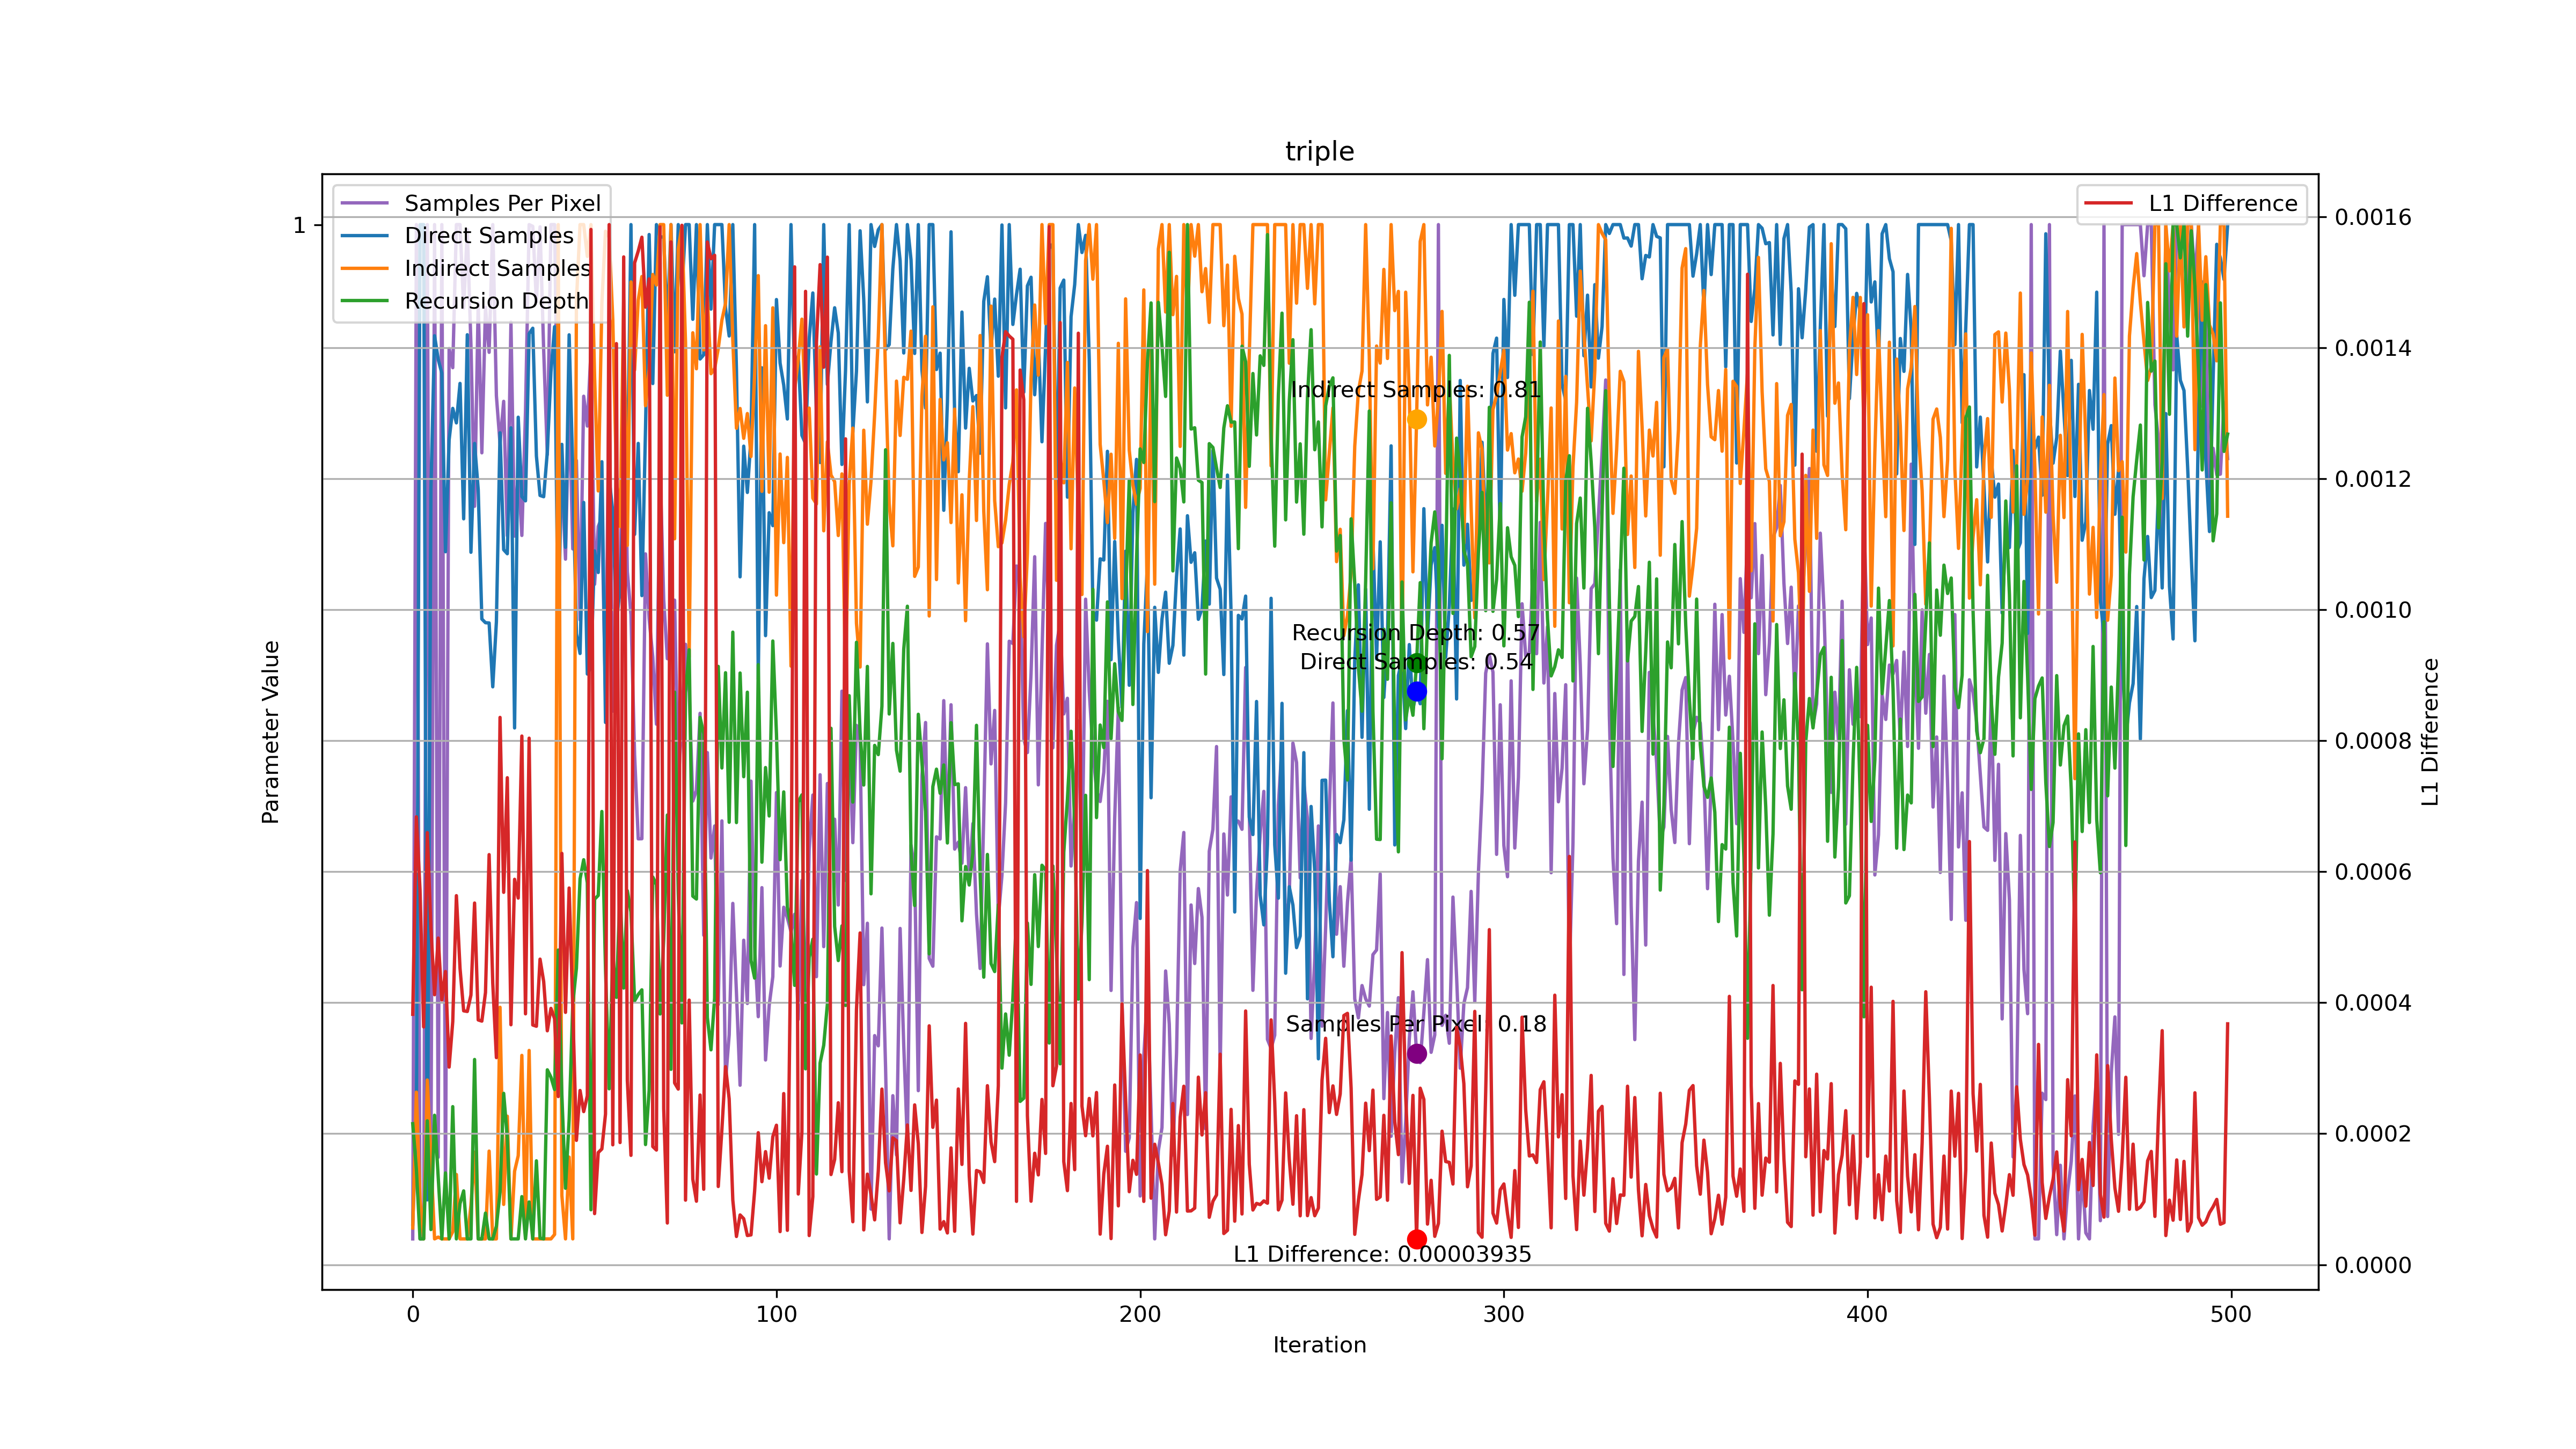 triple
Samples Per Pixel
Direct Samples
Indirect Samples
Recursion Depth
L1 Difference
1
0.0016
0.0014
0.0012
0.0010
0.0008
0.0006
0.0004
0.0002
0.0000
Parameter Value
L1 Difference
Indirect Samples: 0.81
Recursion Depth: 0.57
Direct Samples: 0.54
Samples Per Pixel: 0.18
L1 Difference: 0.00003935
0
100
200
300
400
500
Iteration